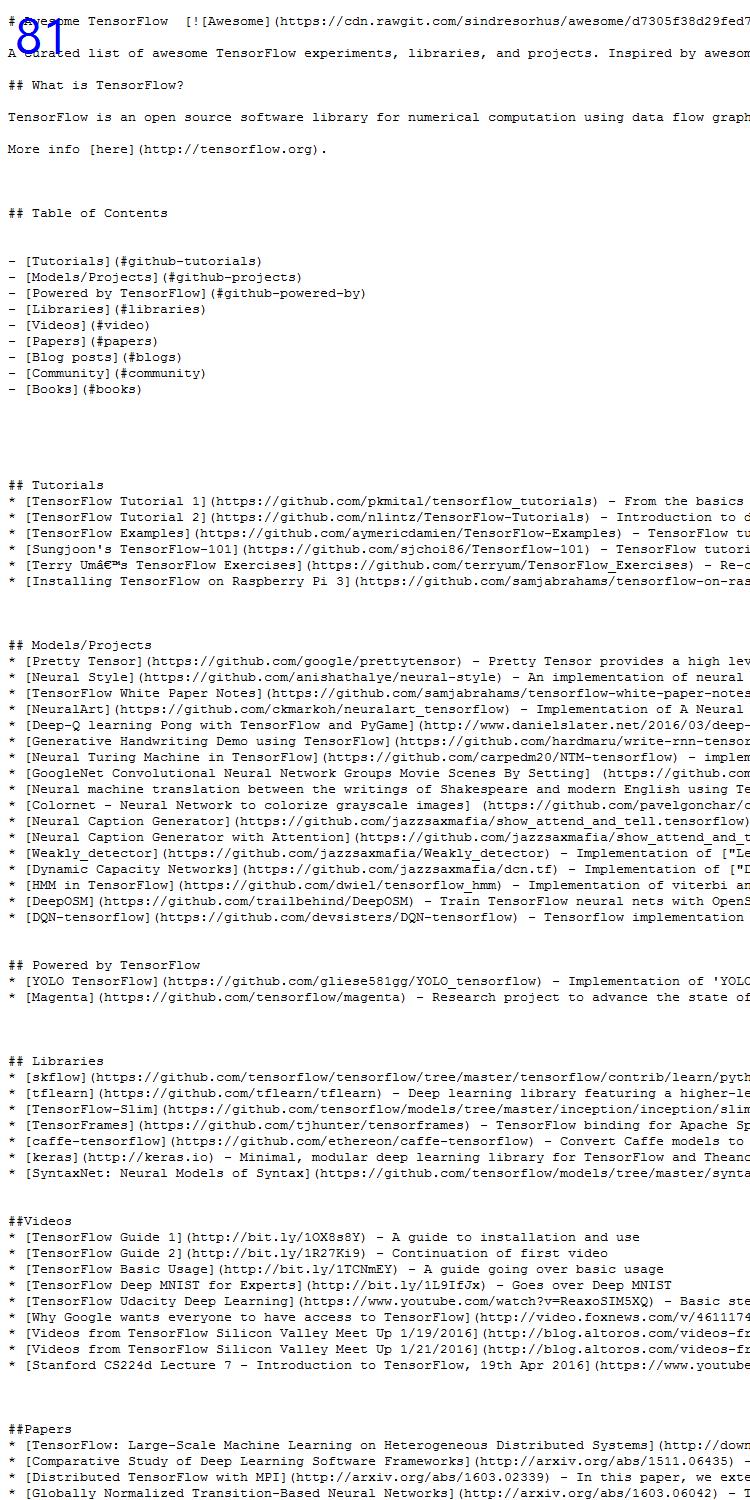 # Awesome TensorFlow  [![Awesome](https://cdn.rawgit.com/sindresorhus/awesome/d7305f38d29fed7
81
A curated list of awesome TensorFlow experiments, libraries, and projects. Inspired by awesom
## What is TensorFlow?
TensorFlow is an open source software library for numerical computation using data flow graph
More info [here](http://tensorflow.org).
## Table of Contents
- [Tutorials](#github-tutorials)
- [Models/Projects](#github-projects)
- [Powered by TensorFlow](#github-powered-by)
- [Libraries](#libraries)
- [Videos](#video)
- [Papers](#papers)
- [Blog posts](#blogs)
- [Community](#community)
- [Books](#books)
## Tutorials
* [TensorFlow Tutorial 1](https://github.com/pkmital/tensorflow_tutorials) - From the basics
* [TensorFlow Tutorial 2](https://github.com/nlintz/TensorFlow-Tutorials) - Introduction to d
* [TensorFlow Examples](https://github.com/aymericdamien/TensorFlow-Examples) - TensorFlow tu
* [Sungjoon's TensorFlow-101](https://github.com/sjchoi86/Tensorflow-101) - TensorFlow tutori
* [Terry Umâ€™s TensorFlow Exercises](https://github.com/terryum/TensorFlow_Exercises) - Re-c
* [Installing TensorFlow on Raspberry Pi 3](https://github.com/samjabrahams/tensorflow-on-ras
## Models/Projects
* [Pretty Tensor](https://github.com/google/prettytensor) - Pretty Tensor provides a high lev
* [Neural Style](https://github.com/anishathalye/neural-style) - An implementation of neural
* [TensorFlow White Paper Notes](https://github.com/samjabrahams/tensorflow-white-paper-notes
* [NeuralArt](https://github.com/ckmarkoh/neuralart_tensorflow) - Implementation of A Neural
* [Deep-Q learning Pong with TensorFlow and PyGame](http://www.danielslater.net/2016/03/deep-
* [Generative Handwriting Demo using TensorFlow](https://github.com/hardmaru/write-rnn-tensor
* [Neural Turing Machine in TensorFlow](https://github.com/carpedm20/NTM-tensorflow) - implem
* [GoogleNet Convolutional Neural Network Groups Movie Scenes By Setting] (https://github.com
* [Neural machine translation between the writings of Shakespeare and modern English using Te
* [Colornet - Neural Network to colorize grayscale images] (https://github.com/pavelgonchar/c
* [Neural Caption Generator](https://github.com/jazzsaxmafia/show_attend_and_tell.tensorflow)
* [Neural Caption Generator with Attention](https://github.com/jazzsaxmafia/show_attend_and_t
* [Weakly_detector](https://github.com/jazzsaxmafia/Weakly_detector) - Implementation of ["Le
* [Dynamic Capacity Networks](https://github.com/jazzsaxmafia/dcn.tf) - Implementation of ["D
* [HMM in TensorFlow](https://github.com/dwiel/tensorflow_hmm) - Implementation of viterbi an
* [DeepOSM](https://github.com/trailbehind/DeepOSM) - Train TensorFlow neural nets with OpenS
* [DQN-tensorflow](https://github.com/devsisters/DQN-tensorflow) - Tensorflow implementation
## Powered by TensorFlow
* [YOLO TensorFlow](https://github.com/gliese581gg/YOLO_tensorflow) - Implementation of 'YOLO
* [Magenta](https://github.com/tensorflow/magenta) - Research project to advance the state of
## Libraries
* [skflow](https://github.com/tensorflow/tensorflow/tree/master/tensorflow/contrib/learn/pyth
* [tflearn](https://github.com/tflearn/tflearn) - Deep learning library featuring a higher-le
* [TensorFlow-Slim](https://github.com/tensorflow/models/tree/master/inception/inception/slim
* [TensorFrames](https://github.com/tjhunter/tensorframes) - TensorFlow binding for Apache Sp
* [caffe-tensorflow](https://github.com/ethereon/caffe-tensorflow) - Convert Caffe models to
* [keras](http://keras.io) - Minimal, modular deep learning library for TensorFlow and Theano
* [SyntaxNet: Neural Models of Syntax](https://github.com/tensorflow/models/tree/master/synta
##Videos
* [TensorFlow Guide 1](http://bit.ly/1OX8s8Y) - A guide to installation and use
* [TensorFlow Guide 2](http://bit.ly/1R27Ki9) - Continuation of first video
* [TensorFlow Basic Usage](http://bit.ly/1TCNmEY) - A guide going over basic usage
* [TensorFlow Deep MNIST for Experts](http://bit.ly/1L9IfJx) - Goes over Deep MNIST
* [TensorFlow Udacity Deep Learning](https://www.youtube.com/watch?v=ReaxoSIM5XQ) - Basic ste
* [Why Google wants everyone to have access to TensorFlow](http://video.foxnews.com/v/4611174
* [Videos from TensorFlow Silicon Valley Meet Up 1/19/2016](http://blog.altoros.com/videos-fr
* [Videos from TensorFlow Silicon Valley Meet Up 1/21/2016](http://blog.altoros.com/videos-fr
* [Stanford CS224d Lecture 7 - Introduction to TensorFlow, 19th Apr 2016](https://www.youtube
##Papers
* [TensorFlow: Large-Scale Machine Learning on Heterogeneous Distributed Systems](http://down
* [Comparative Study of Deep Learning Software Frameworks](http://arxiv.org/abs/1511.06435) -
* [Distributed TensorFlow with MPI](http://arxiv.org/abs/1603.02339) - In this paper, we exte
* [Globally Normalized Transition-Based Neural Networks](http://arxiv.org/abs/1603.06042) - T